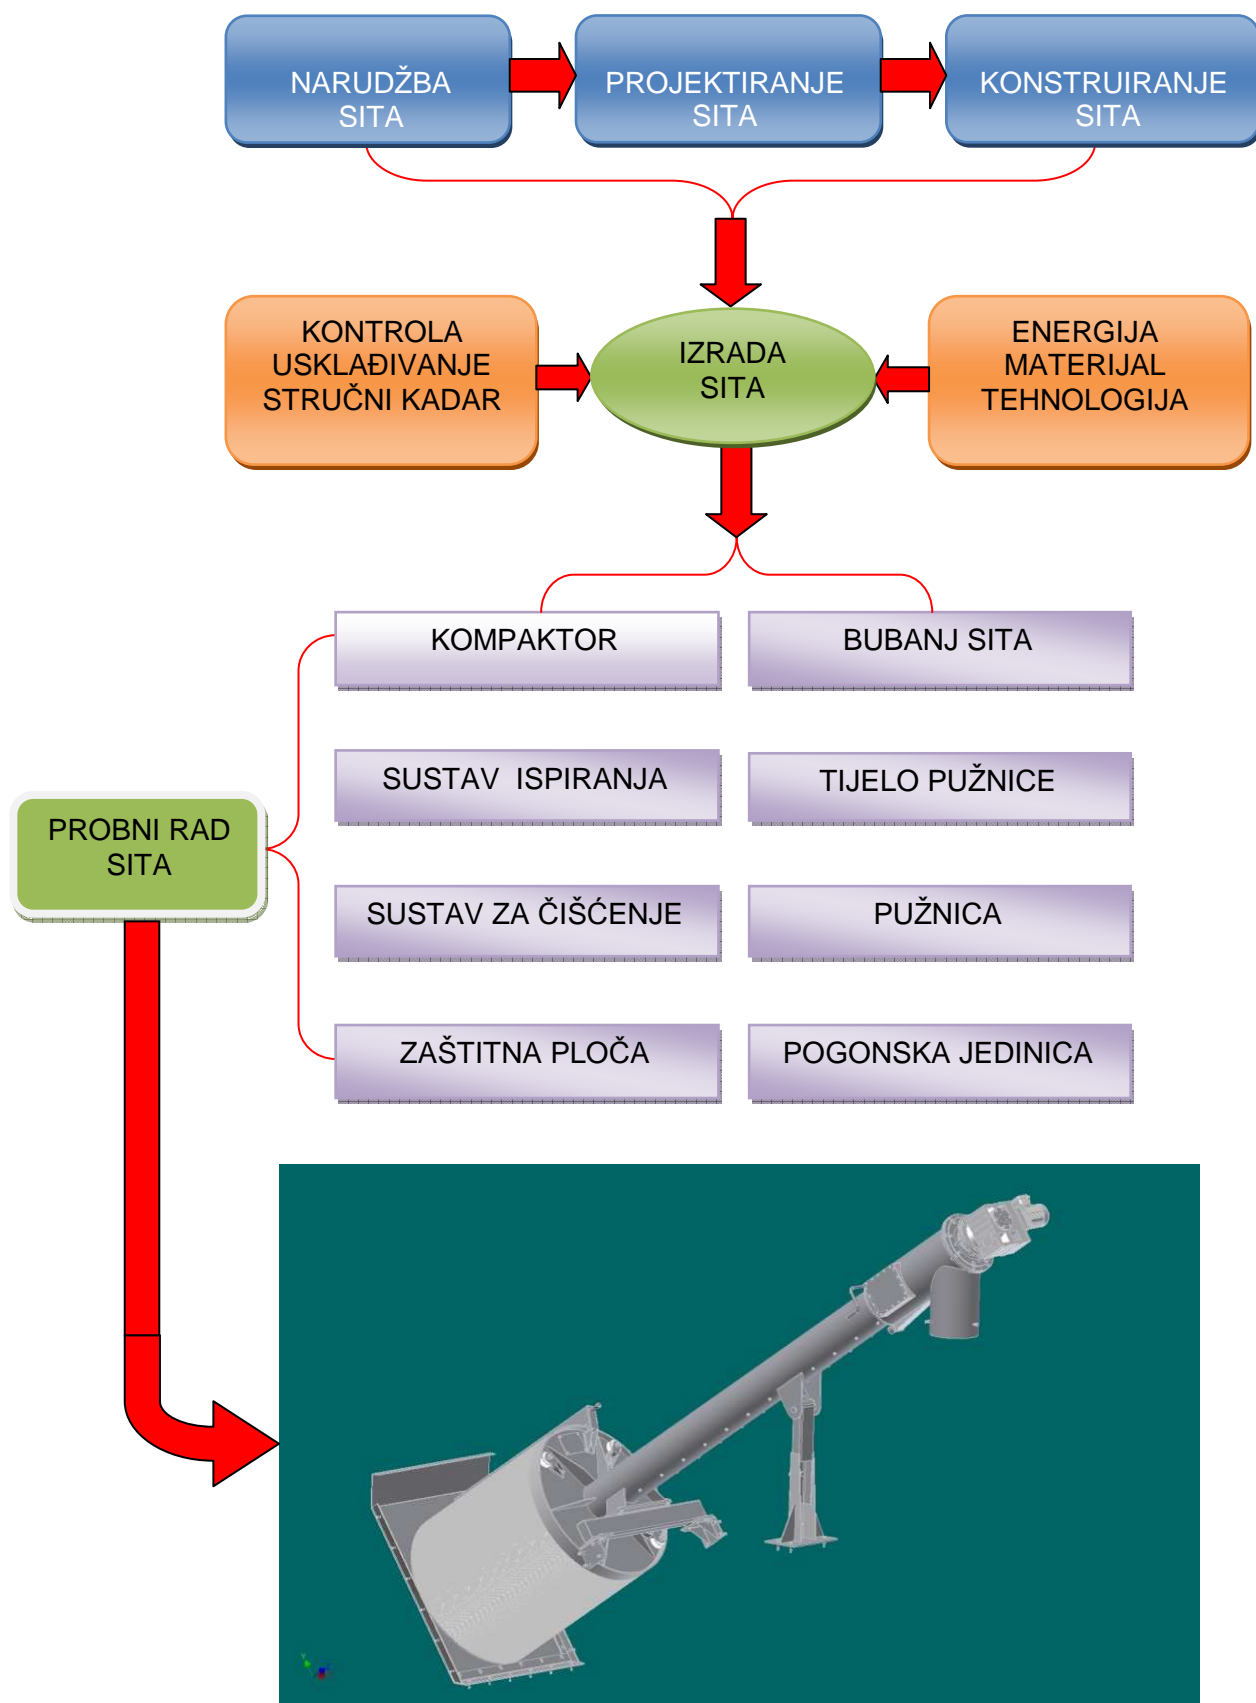 NARUDŽBA
SITA
PROJEKTIRANJE
SITA
KONSTRUIRANJE
SITA
KONTROLA
USKLAĐIVANJE
STRUČNI KADAR
IZRADA
SITA
ENERGIJA
MATERIJAL
TEHNOLOGIJA
KOMPAKTOR
BUBANJ SITA
SUSTAV ISPIRANJA
TIJELO PUŽNICE
PROBNI RAD
SITA
SUSTAV ZA ČIŠĆENJE
PUŽNICA
ZAŠTITNA PLOČA
POGONSKA JEDINICA